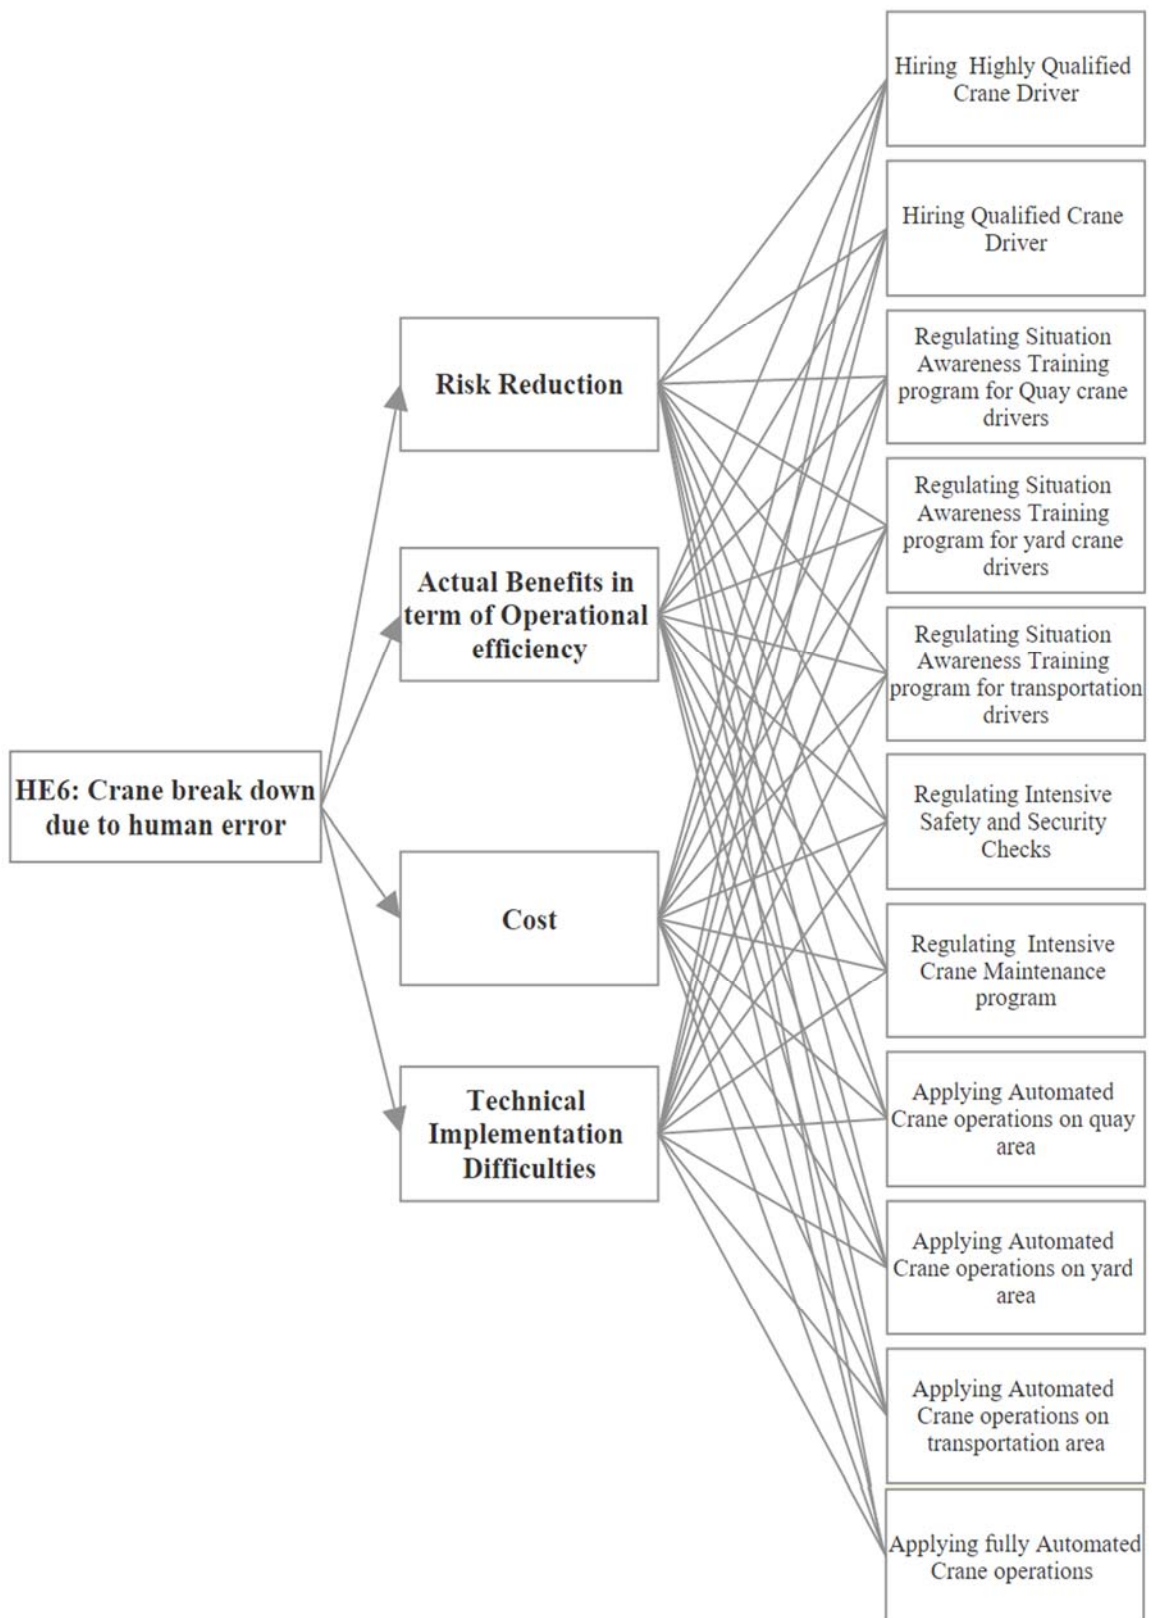 HE6: Crane break down
due to human error
Risk Reduction
Actual Benefits in
term of Operational
efficiency
Cost
Technical
Implementation
Difficulties
Hiring Highly Qualified
Crane Driver
Hiring Qualified Crane
Driver
Regulating Situation
Awareness Training
program for Quay crane
drivers
Regulating Situation
Awareness Training
program for yard crane
drivers
Regulating Situation
Awareness Training
program for transportation
drivers
Regulating Intensive
Safety and Security
Checks
Regulating Intensive
Crane Maintenance
program
Applying Automated
Crane operations on quay
area
Applying Automated
Crane operations on yard
area
Applying Automated
Crane operations on
transportation area
Applying fully Automated
Crane operations